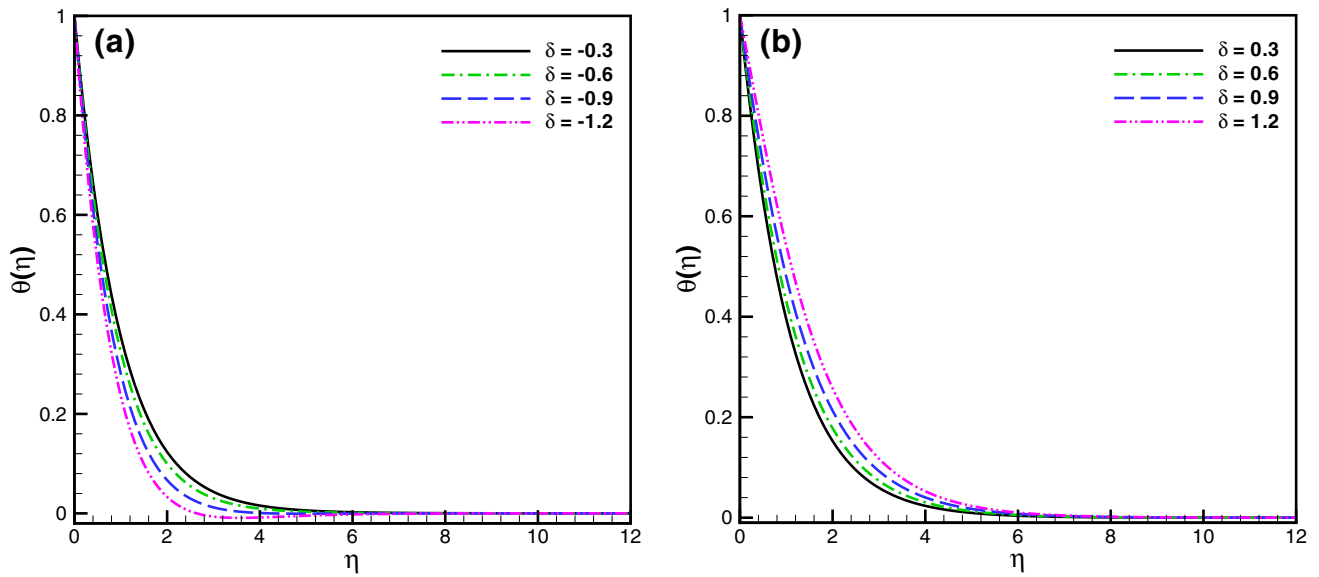 (a)
δ = -0.3
δ = -0.6
δ = -0.9
δ = -1.2
θ(η)
1
0.8
0.6
0.4
0.2
0
0 2 4 6 8 10 12
η
(b)
δ = 0.3
δ = 0.6
δ = 0.9
δ = 1.2
θ(η)
1
0.8
0.6
0.4
0.2
0
0 2 4 6 8 10 12
η